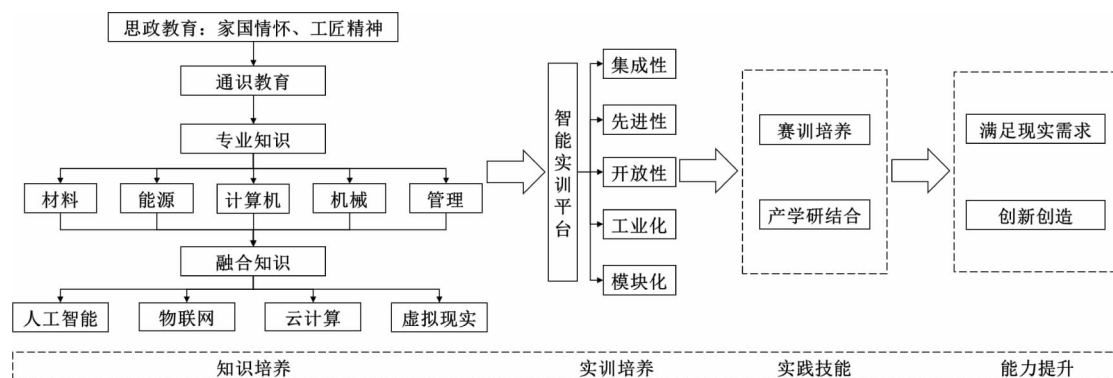 思政教育：家国情怀、工匠精神
通识教育
专业知识
材料
能源
计算机
机械
管理
融合知识
人工智能
物联网
云计算
虚拟现实
智能实训平台
集成性
先进性
开放性
工业化
模块化
赛训培养
产学研结合
满足现实需求
创新创造
知识培养
实训培养
实践技能
能力提升